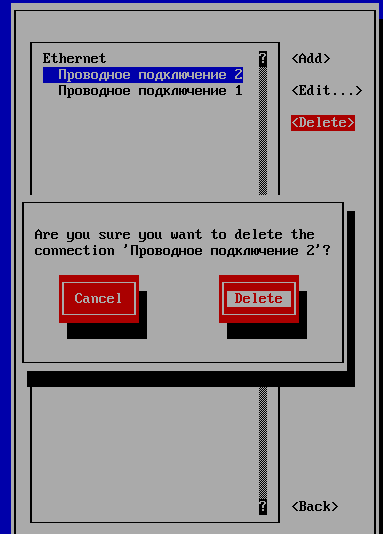 Ethernet ?
<Add>
Проводное подключение 2
Проводное подключение 1
<Edit...>
<Delete>
Are you sure you want to delete the
connection 'Проводное подключение 2'?
Cancel
Delete
?
<Back>